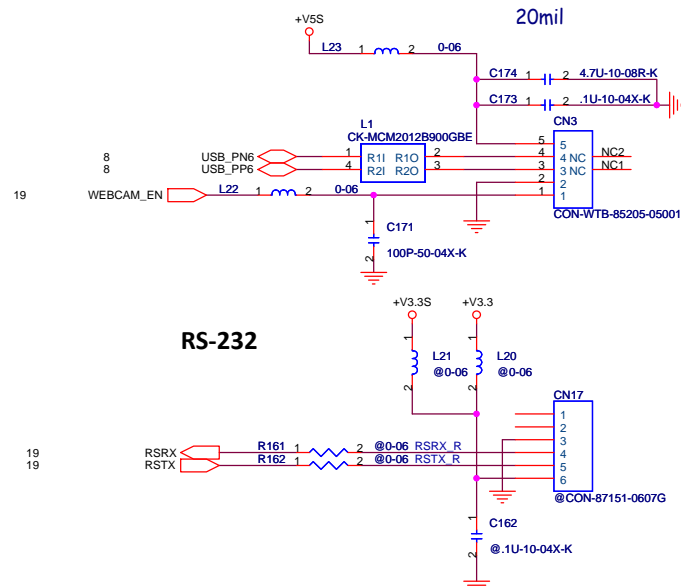 20mil
+V5S
L23 1 2 0-06
C174 1 2 4.7U-10-08R-K
C173 1 2 .1U-10-04X-K
L1
CK-MCM2012B900GBE
CN3
5 5
8 USB_PN6 1 R1I R1O 2 4 4 NC NC2
8 USB_PP6 4 R2I R2O 3 3 3 NC NC1
2 2
19 WEBCAM_EN L22 1 2 0-06 1 1
CON-WTB-85205-05001
1
C171
2 100P-50-04X-K
+V3.3S +V3.3
RS-232
1 1
L21 L20
@0-06 @0-06
2 2
CN17
1
2
3
19 RSRX R161 1 2 @0-06 RSRX_R 4
19 RSTX R162 1 2 @0-06 RSTX_R 5
6
@CON-87151-0607G
1
C162
2 @.1U-10-04X-K